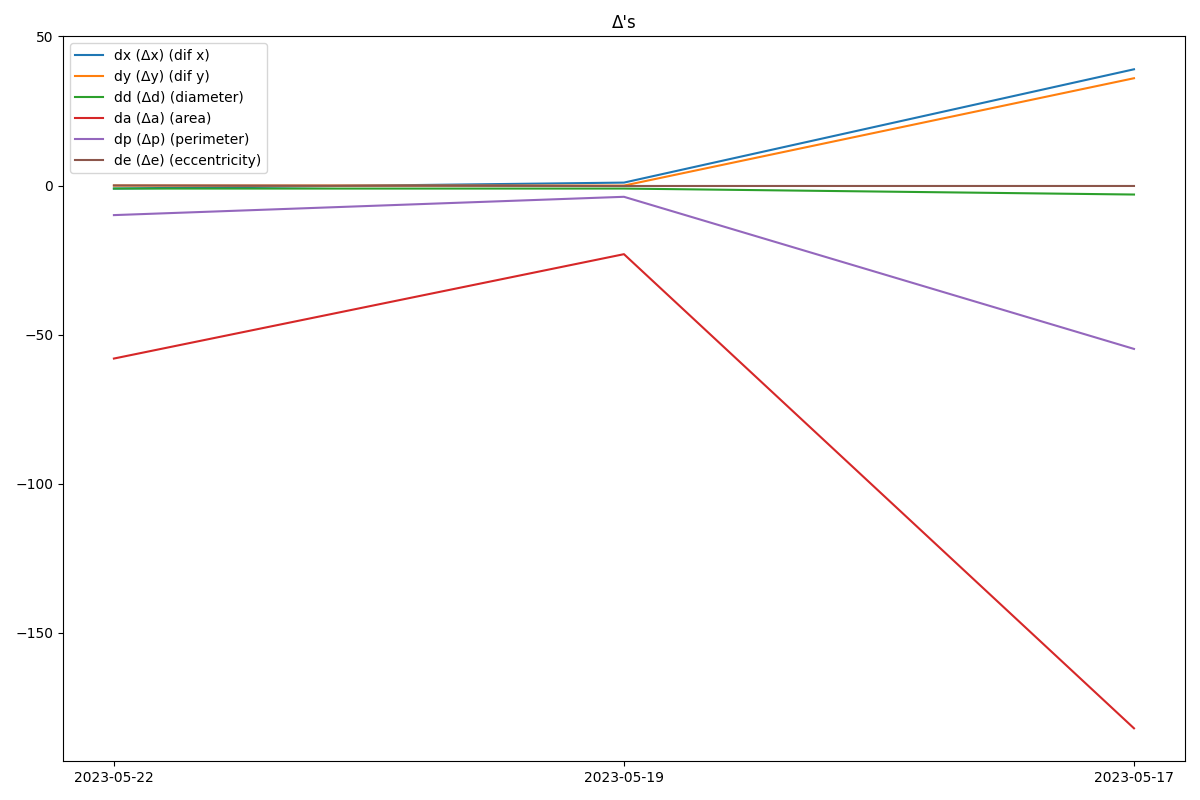 Δ's
50
0
−50
−100
−150
dx (Δx) (dif x)
dy (Δy) (dif y)
dd (Δd) (diameter)
da (Δa) (area)
dp (Δp) (perimeter)
de (Δe) (eccentricity)
2023-05-22
2023-05-19
2023-05-17